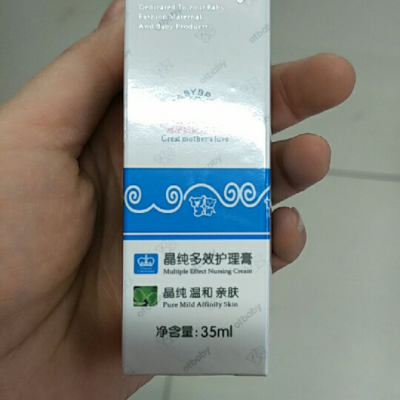 Dedicated To Your Baby
Fashion Maternal
And Baby Products
Great mother's love
晶纯多效护理膏
Multiple Effect Nursing Cream
晶纯 温和 亲肤
Pure Mild Affinity Skin
净含量:35ml